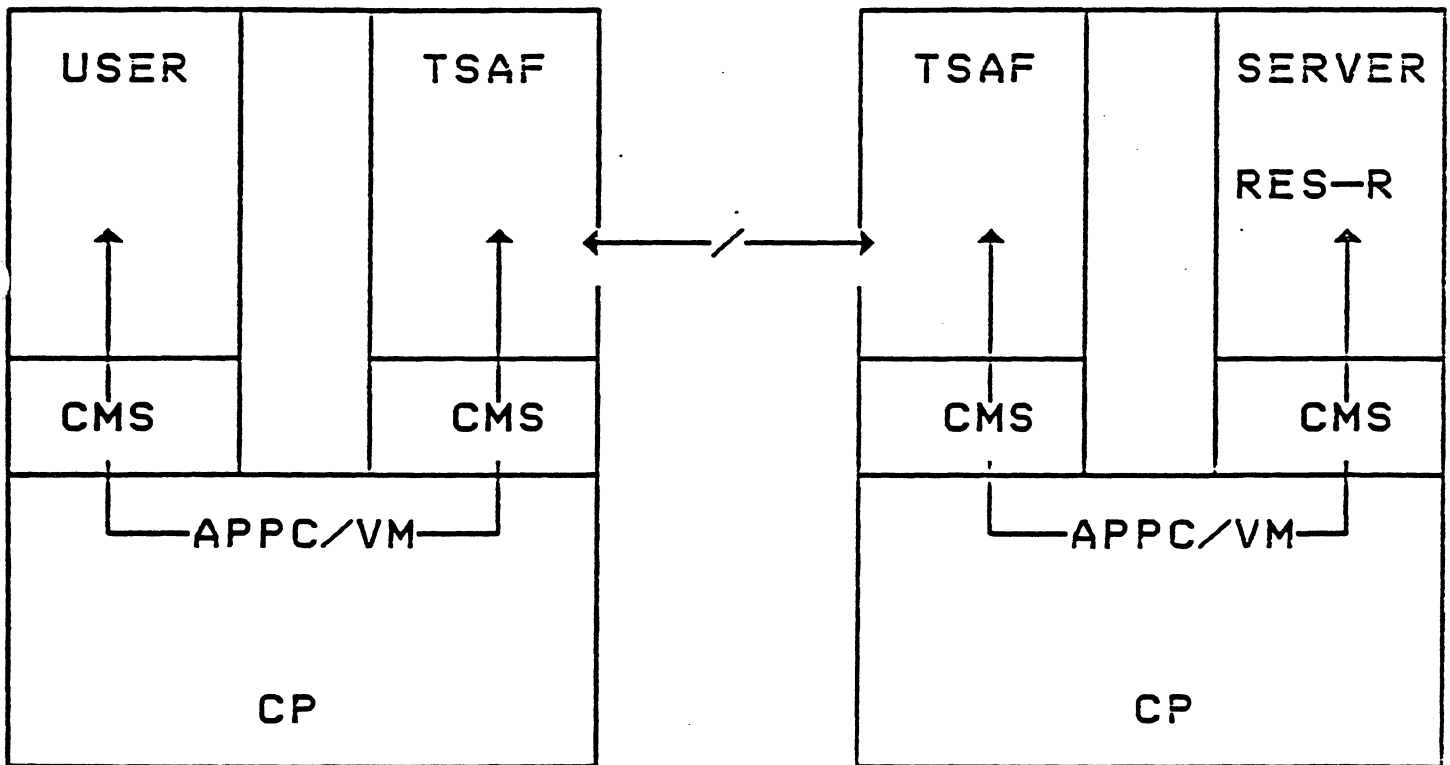 USER TSAF TSAF SERVER
RES-R
CMS CMS CMS CMS
APPC/VM APPC/VM
CP CP